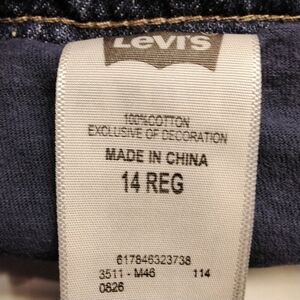 LEVI'S
100%COTTON
EXCLUSIVE OF DECORATION
MADE IN CHINA
14 REG
617846323738
3511 - M46 114
0826